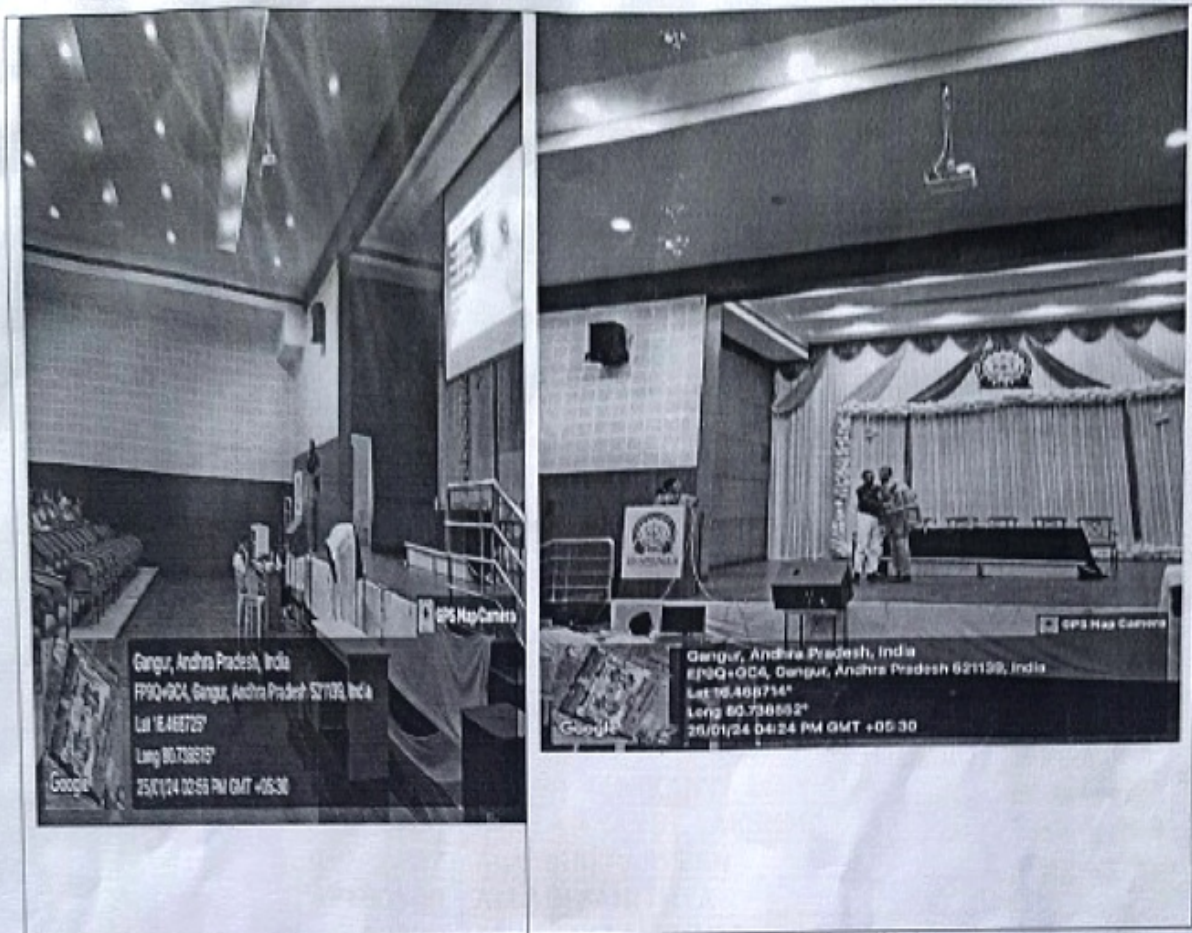 GPS Map Camera
Gangur, Andhra Pradesh, India
FP9Q+GC4, Gangur, Andhra Pradesh 521139, India
Lat 16.468725°
Long 80.738515°
25/01/24 02:56 PM GMT +05:30
Google
GPS Map Camera
Gangur, Andhra Pradesh, India
FP9Q+GC4, Gangur, Andhra Pradesh 521139, India
Lat 16.468714°
Long 80.738552°
Google
04:24 PM GMT +05:30